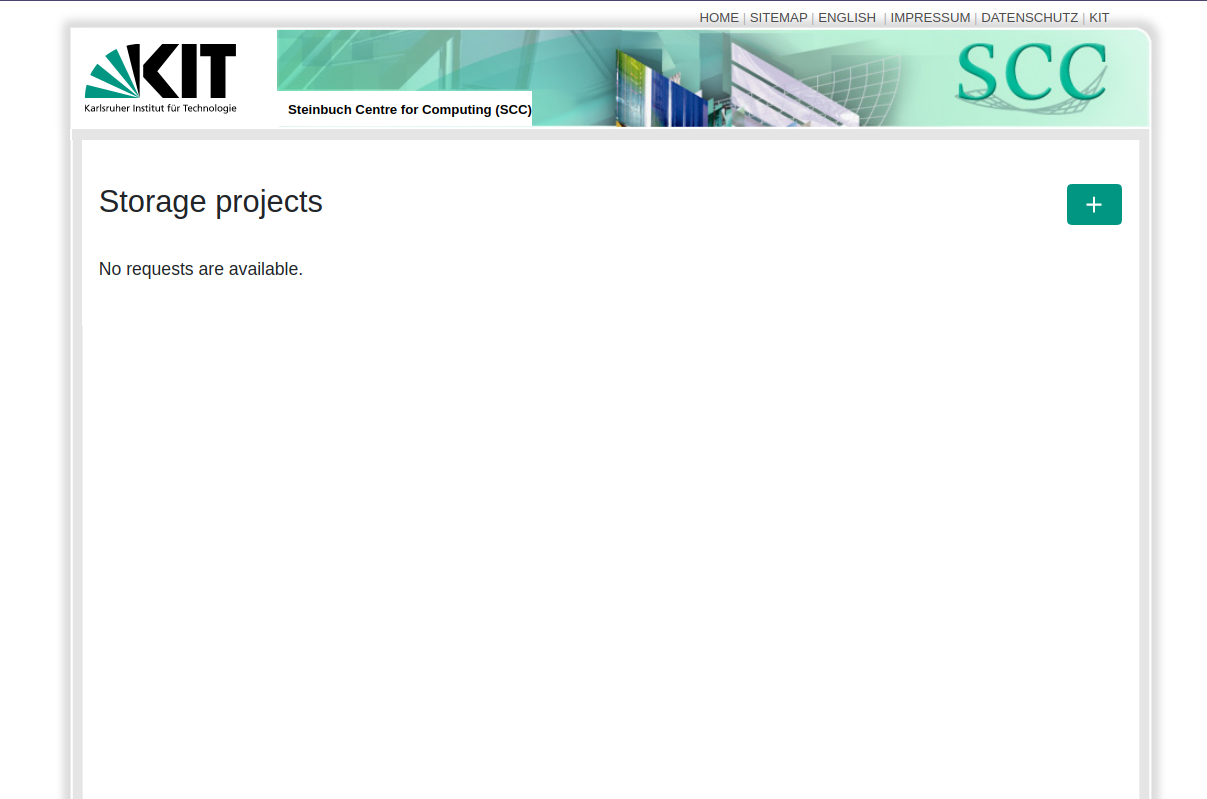 HOME | SITEMAP | ENGLISH | IMPRESSUM | DATENSCHUTZ | KIT
KIT
Karlsruher Institut für Technologie
Steinbuch Centre for Computing (SCC)
SCC
Storage projects
+
No requests are available.